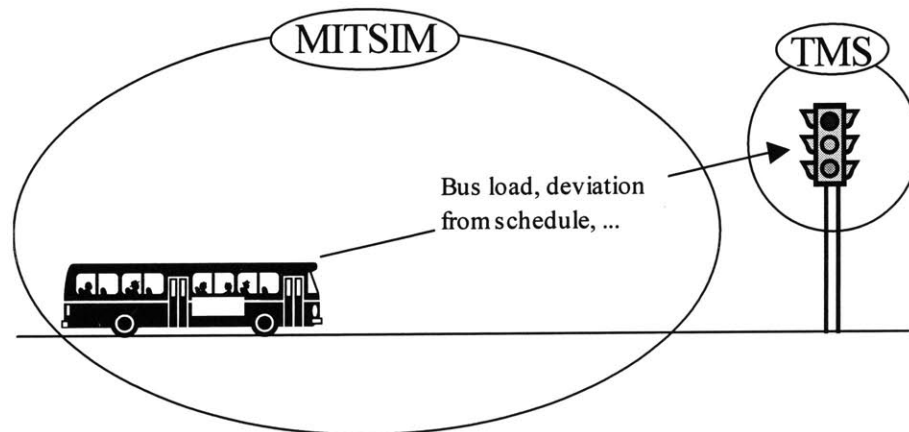 MITSIM
TMS
Bus load, deviation
from schedule, ...